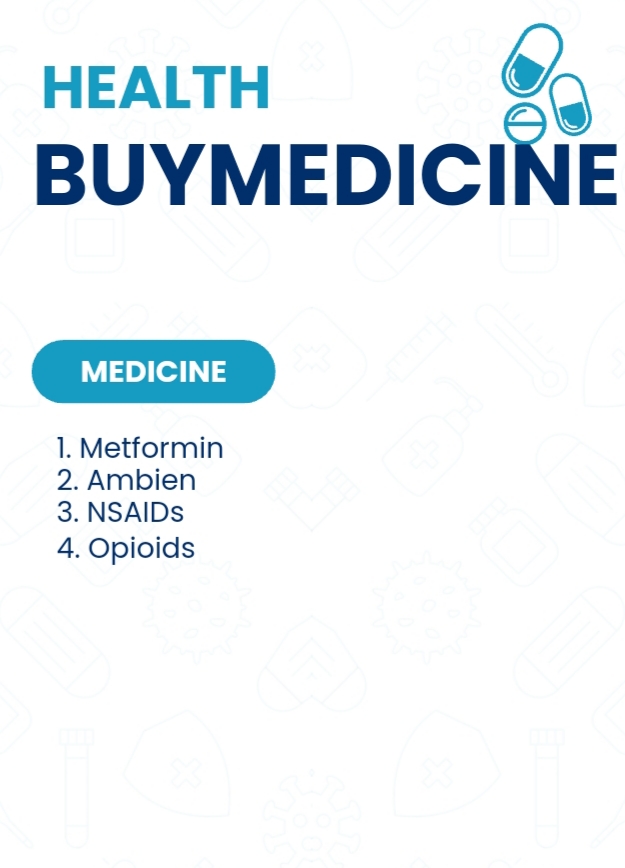 HEALTH
BUYMEDICINE
MEDICINE
1. Metformin
2. Ambien
3. NSAIDs
4. Opioids